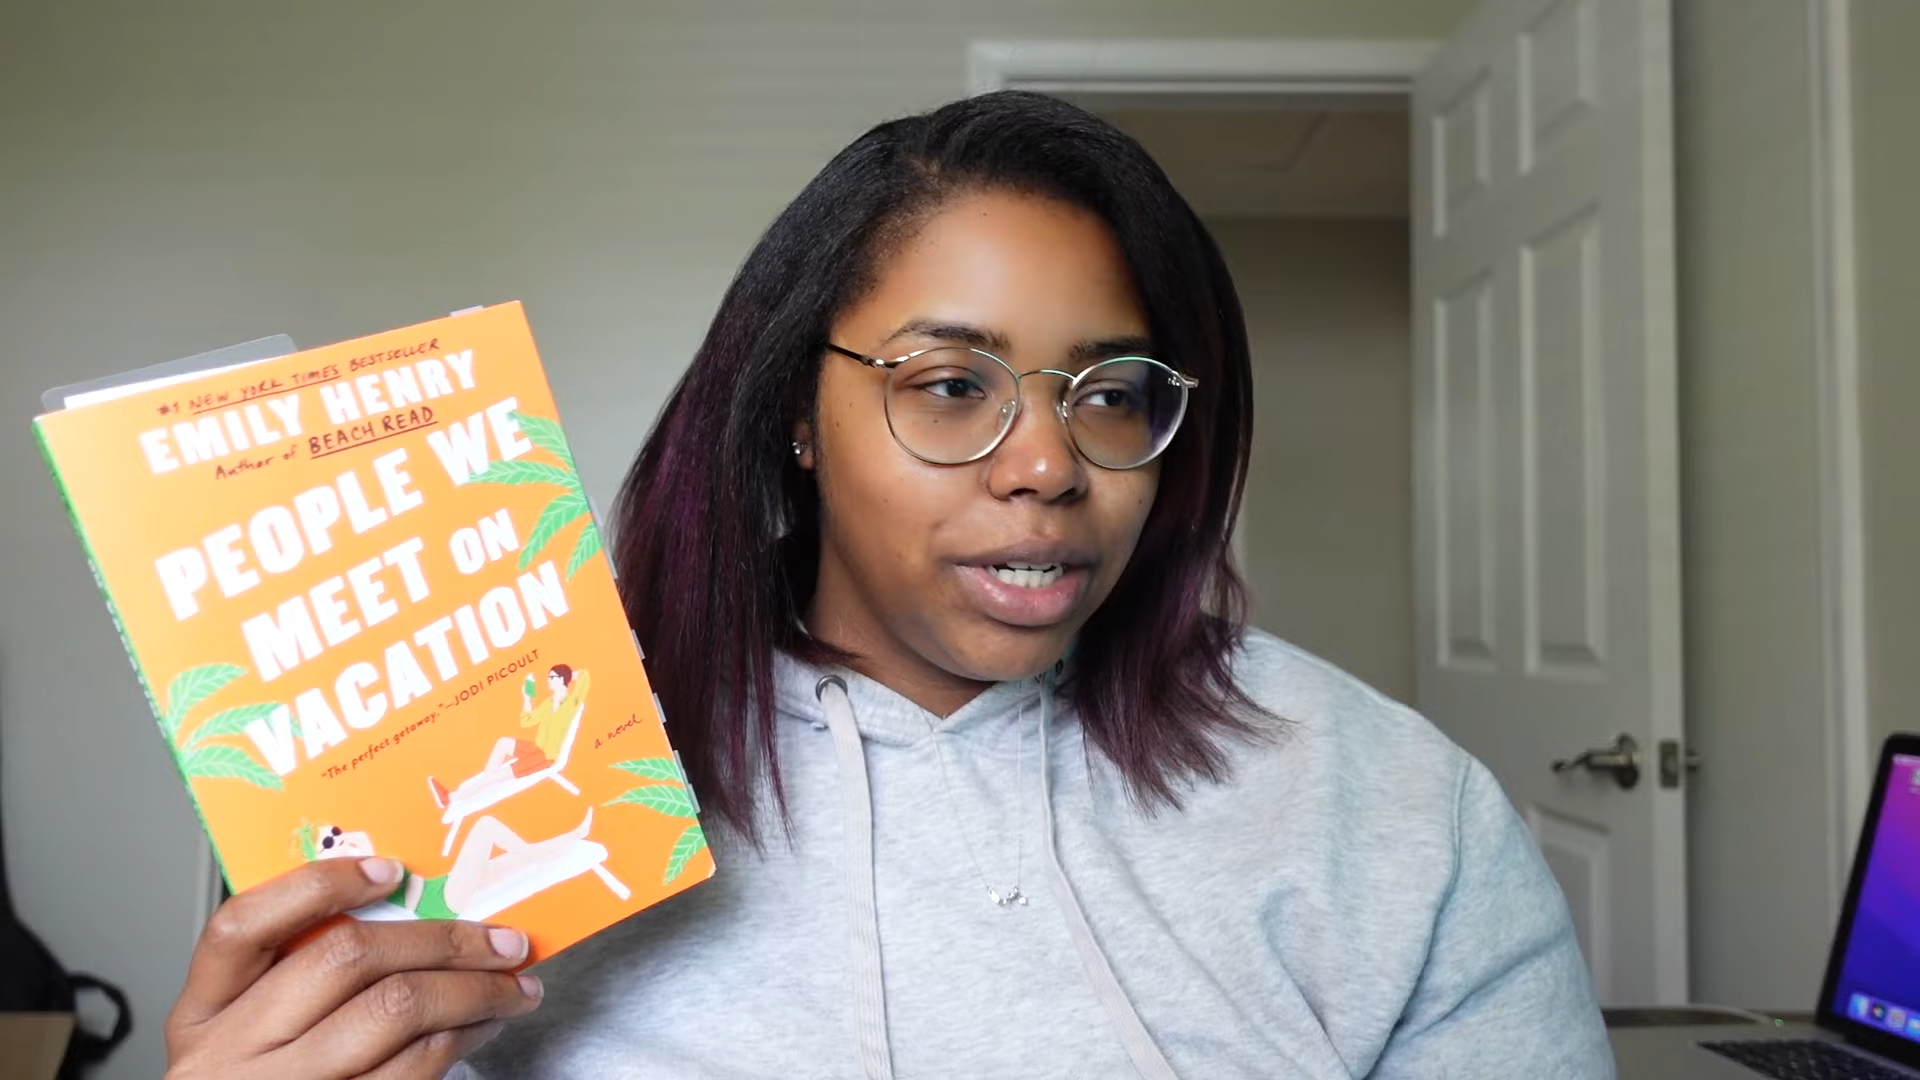 #1 NEW YORK TIMES BESTSELLER
EMILY HENRY
Author of BEACH READ
PEOPLE WE
MEET ON
VACATION
"The perfect getaway."—JODI PICOULT
a novel